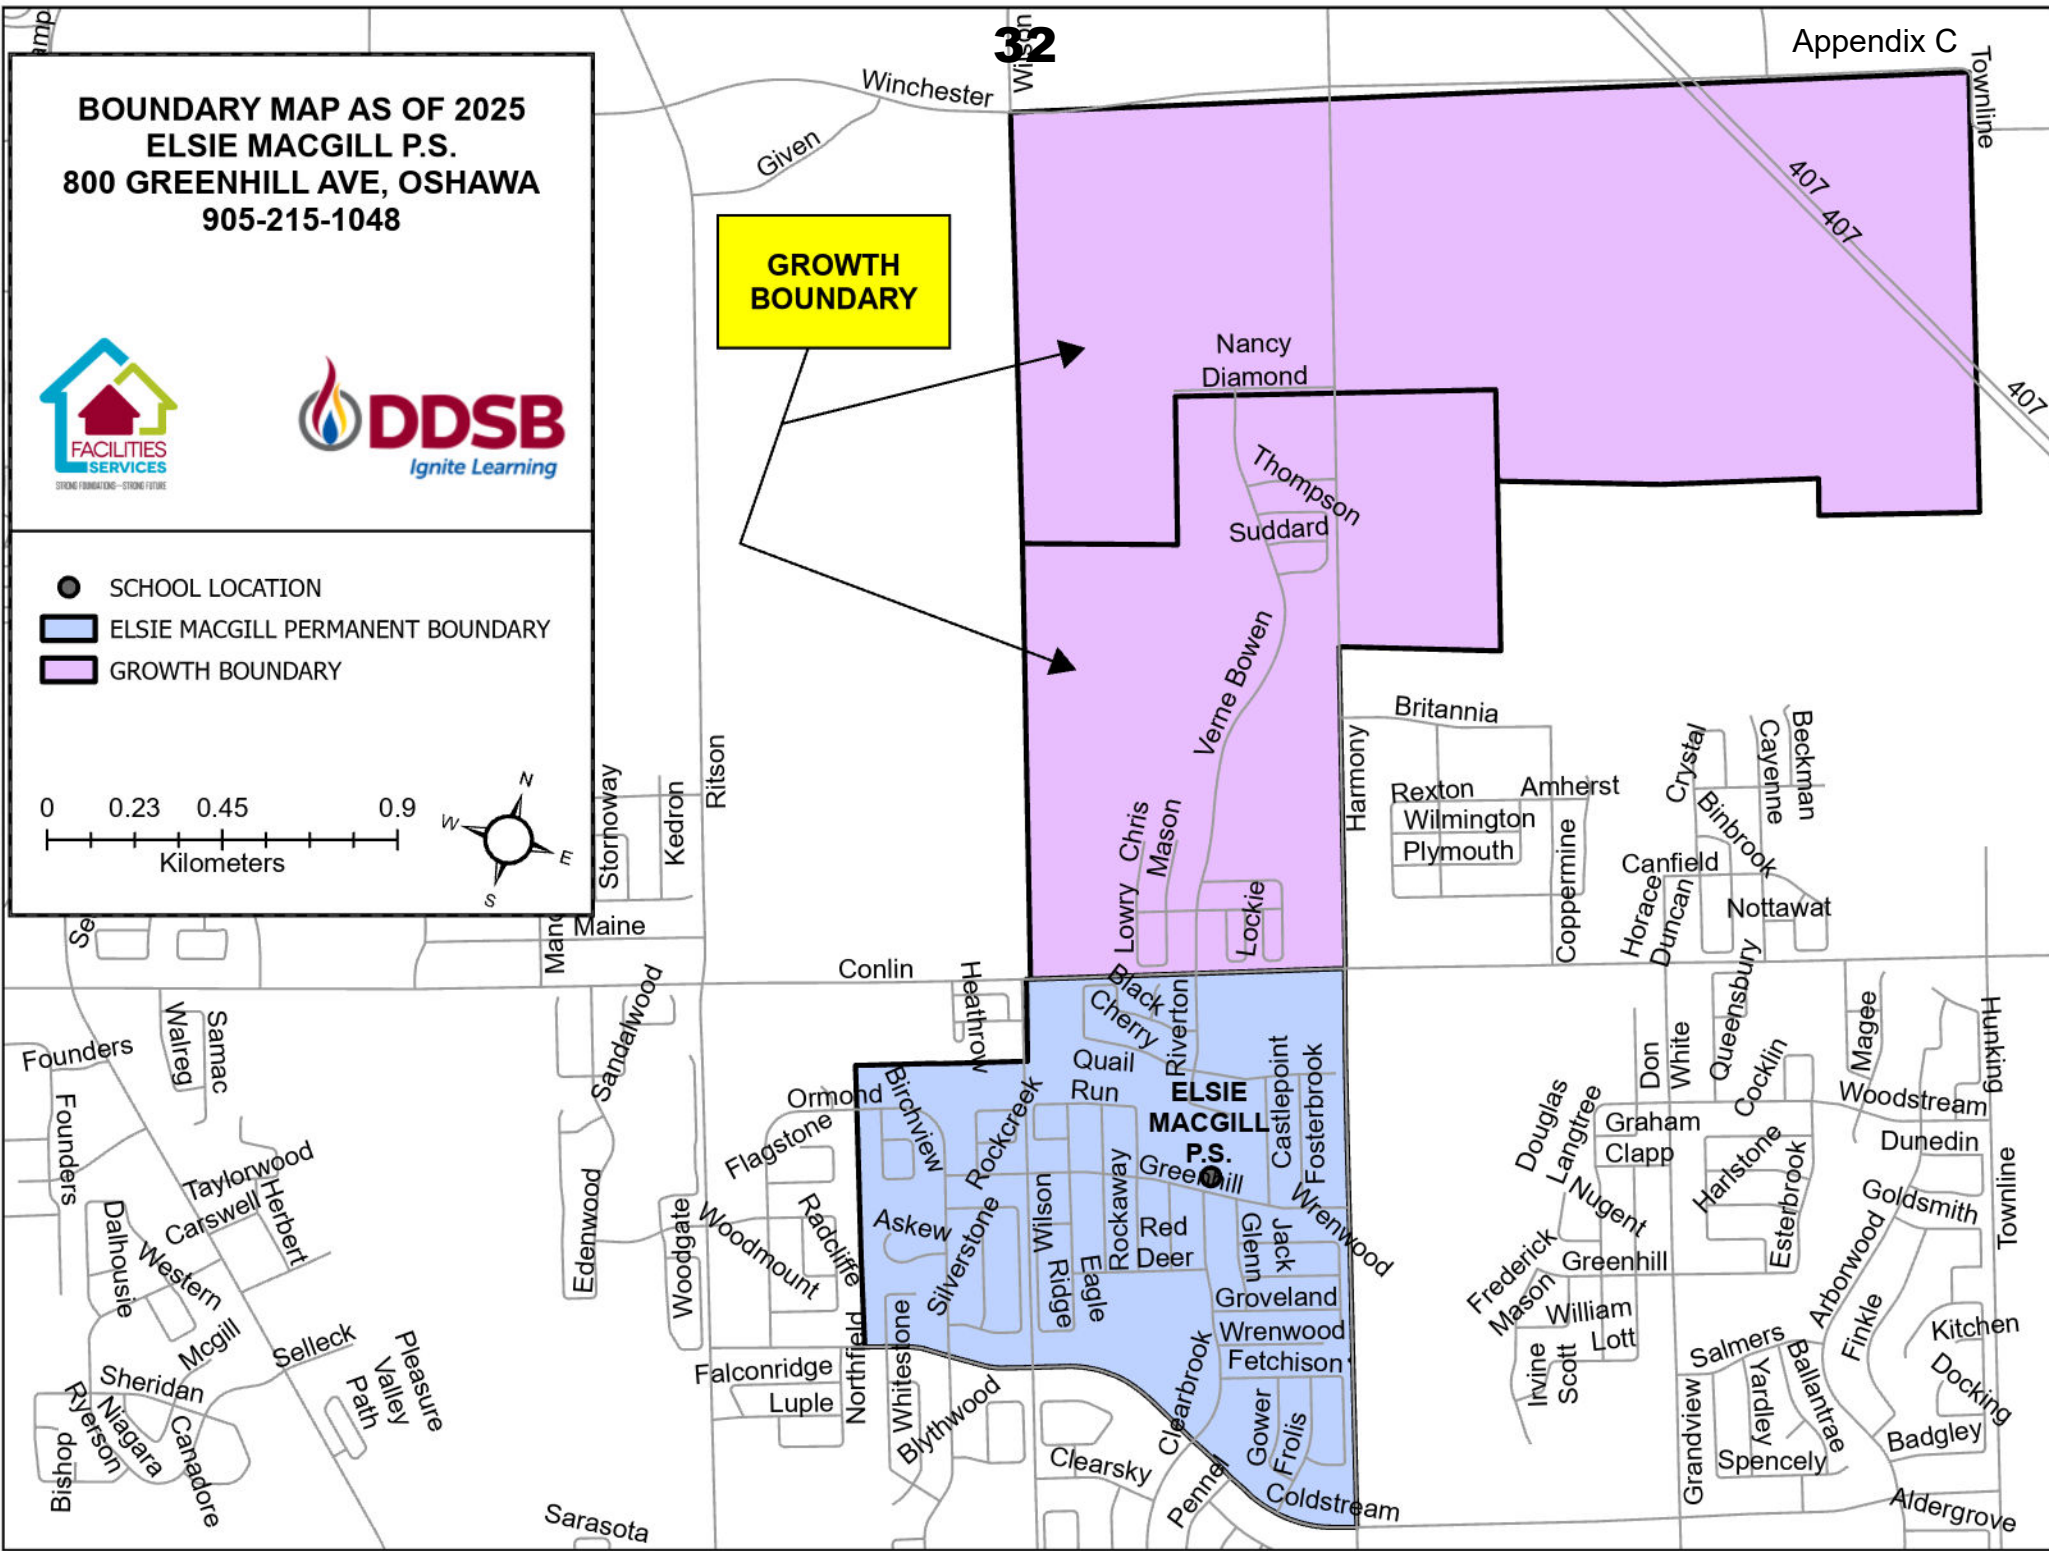 32
Appendix C
amp
Wilson
Townline
Winchester
Given
BOUNDARY MAP AS OF 2025
ELSIE MACGILL P.S.
800 GREENHILL AVE, OSHAWA
905-215-1048
FACILITIES
SERVICES
STRONG FOUNDATIONS—STRONG FUTURE
DDSB
Ignite Learning
SCHOOL LOCATION
ELSIE MACGILL PERMANENT BOUNDARY
GROWTH BOUNDARY
0 0.23 0.45 0.9
Kilometers
N
W
E
S
GROWTH
BOUNDARY
407
407
407
Nancy
Diamond
Thompson
Suddard
Verne Bowen
Harmony
Britannia
Rexton
Amherst
Wilmington
Plymouth
Coppermine
Crystal
Cayenne
Beckman
Binbrook
Canfield
Horace
Duncan
Nottawat
Stornoway
Kedron
Ritson
Chris
Mason
Lowry
Lockie
Se
Mano
Maine
Conlin
Heathrow
Black
Cherry
Riverton
Quail
Run
ELSIE
MACGILL
P.S.
Castlepoint
Fosterbrook
Greenhill
Wrenwood
Walreg
Samac
Founders
Founders
Sandalwood
Ormond
Birchview
Flagstone
Rockcreek
Taylorwood
Carswell
Herbert
Dalhousie
Western
Edenwood
Woodgate
Woodmount
Radcliffe
Askew
Silverstone
Wilson
Rockaway
Red
Deer
Glenn
Jack
Ridge
Eagle
Groveland
Wrenwood
Fetchison
Mcgill
Selleck
Sheridan
Ryerson
Niagara
Canadore
Bishop
Pleasure
Valley
Path
Falconridge
Luple
Northfield
Whitestone
Blythwood
Clearbrook
Gower
Frolis
Clearsky
Pennel
Coldstream
Sarasota
Don
White
Queensbury
Cocklin
Magee
Hunking
Woodstream
Douglas
Langtree
Graham
Clapp
Dunedin
Harlstone
Esterbrook
Goldsmith
Townline
Nugent
Greenhill
Frederick
Mason
William
Lott
Arborwood
Finkle
Kitchen
Irvine
Scott
Salmers
Yardley
Ballantrae
Docking
Grandview
Spencely
Badgley
Aldergrove